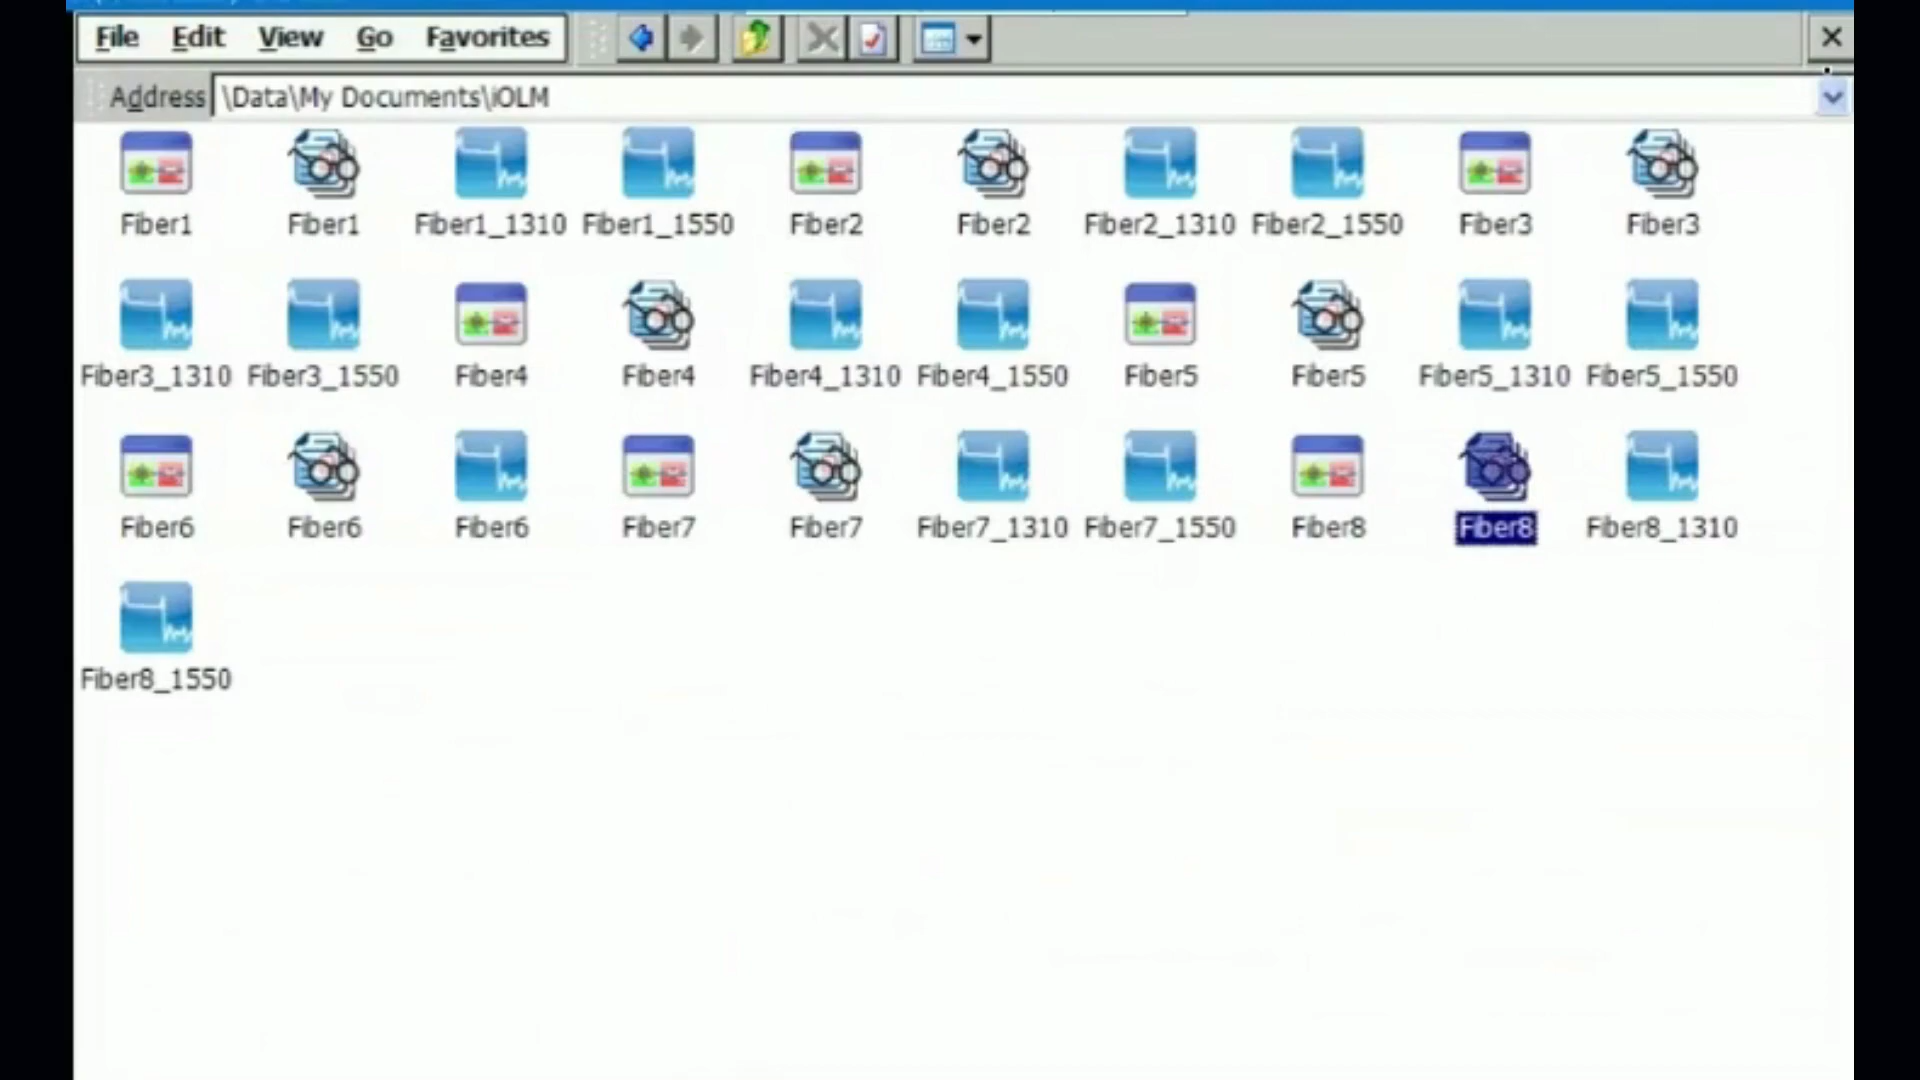 File Edit View Go Favorites
Address \Data\My Documents\iOLM
Fiber1 Fiber1 Fiber1_1310 Fiber1_1550 Fiber2 Fiber2 Fiber2_1310 Fiber2_1550 Fiber3 Fiber3
Fiber3_1310 Fiber3_1550 Fiber4 Fiber4 Fiber4_1310 Fiber4_1550 Fiber5 Fiber5 Fiber5_1310 Fiber5_1550
Fiber6 Fiber6 Fiber6 Fiber7 Fiber7 Fiber7_1310 Fiber7_1550 Fiber8 Fiber8 Fiber8_1310
Fiber8_1550